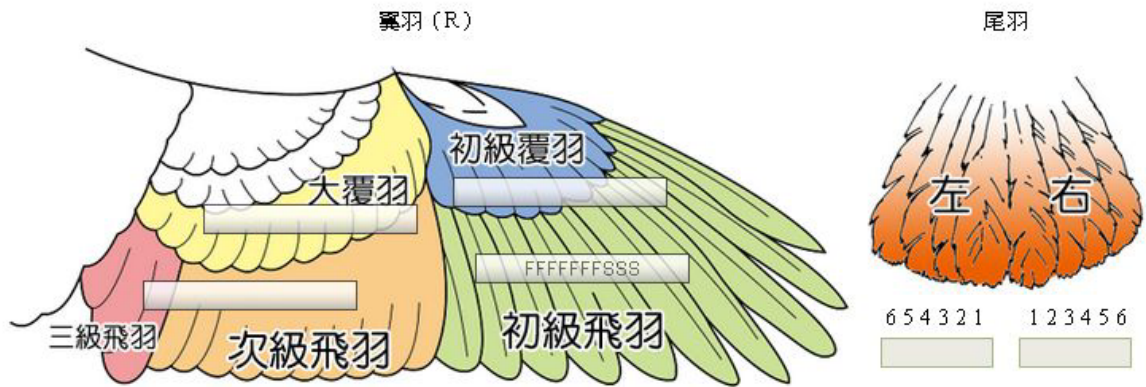 翼羽 (R)
尾羽
初級覆羽
大覆羽
左 右
FFFFFFFSSS
三級飛羽
次級飛羽
初級飛羽
6 5 4 3 2 1
1 2 3 4 5 6